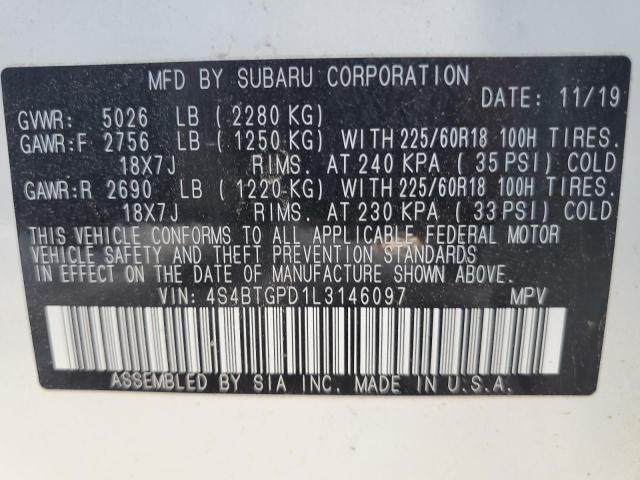 MFD BY SUBARU CORPORATION
DATE: 11/19
GVWR: 5026 LB ( 2280 KG)
GAWR:F 2756 LB ( 1250 KG) WITH 225/60R18 100H TIRES.
18X7J RIMS. AT 240 KPA ( 35 PSI) COLD
GAWR:R 2690 LB ( 1220 KG) WITH 225/60R18 100H TIRES.
18X7J RIMS. AT 230 KPA ( 33 PSI) COLD
THIS VEHICLE CONFORMS TO ALL APPLICABLE FEDERAL MOTOR
VEHICLE SAFETY AND THEFT PREVENTION STANDARDS
IN EFFECT ON THE DATE OF MANUFACTURE SHOWN ABOVE.
VIN: 4S4BTGPD1L3146097 MPV
ASSEMBLED BY SIA INC. MADE IN U.S.A.